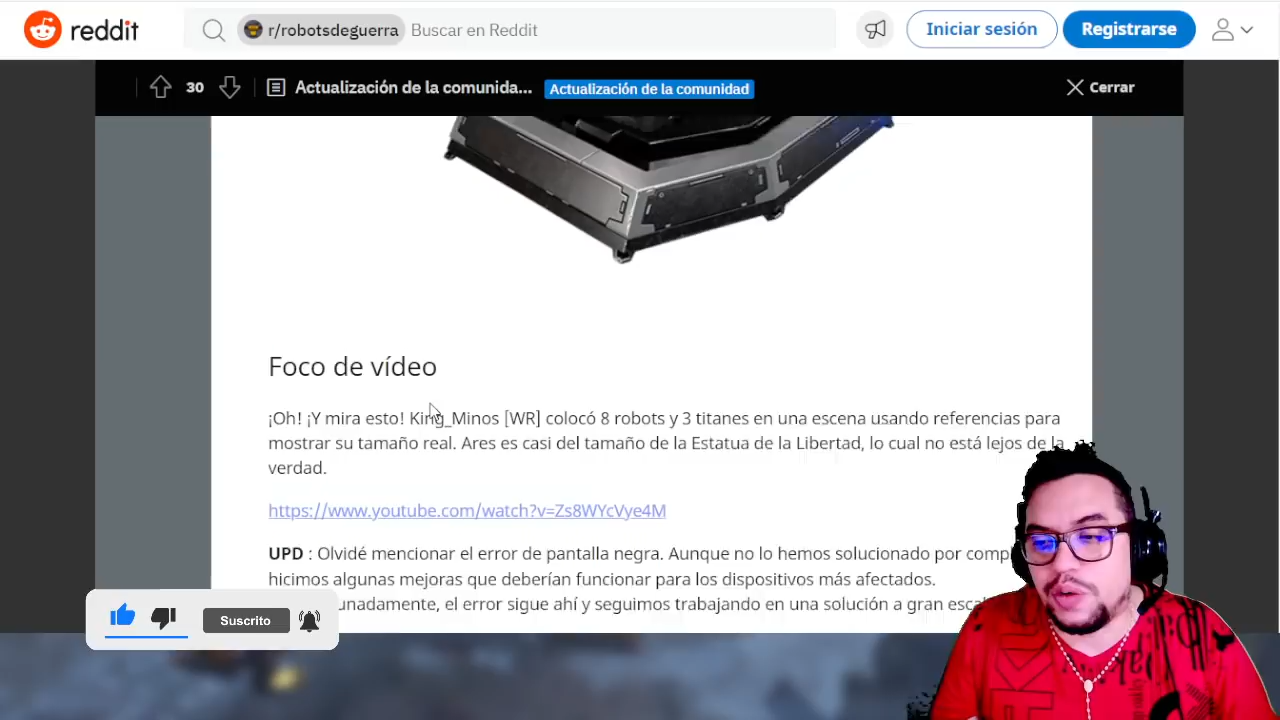 reddit
r/robotsdeguerra Buscar en Reddit
Iniciar sesión
Registrarse
30
Actualización de la comunida...
Actualización de la comunidad
Cerrar
Foco de vídeo
¡Oh! ¡Y mira esto! King_Minos [WR] colocó 8 robots y 3 titanes en una escena usando referencias para
mostrar su tamaño real. Ares es casi del tamaño de la Estatua de la Libertad, lo cual no está lejos de la
verdad.
https://www.youtube.com/watch?v=Zs8WYcVye4M
UPD : Olvidé mencionar el error de pantalla negra. Aunque no lo hemos solucionado por comp
hicimos algunas mejoras que deberían funcionar para los dispositivos más afectados.
unadamente, el error sigue ahí y seguimos trabajando en una solución a gran esca
Suscrito